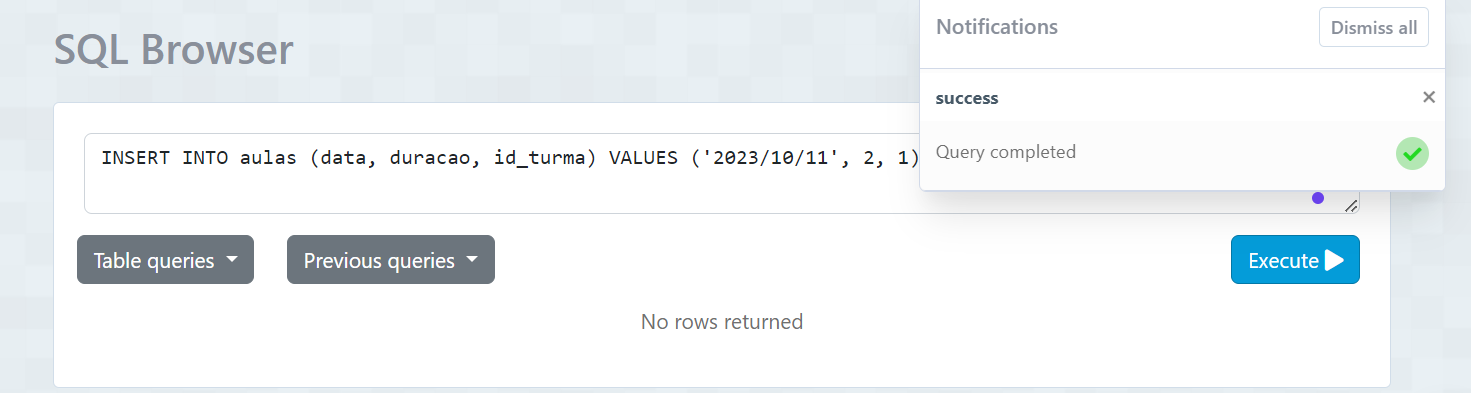 SQL Browser
Notifications
Dismiss all
success
×
Query completed
INSERT INTO aulas (data, duracao, id_turma) VALUES ('2023/10/11', 2, 1)
Table queries
Previous queries
Execute
No rows returned